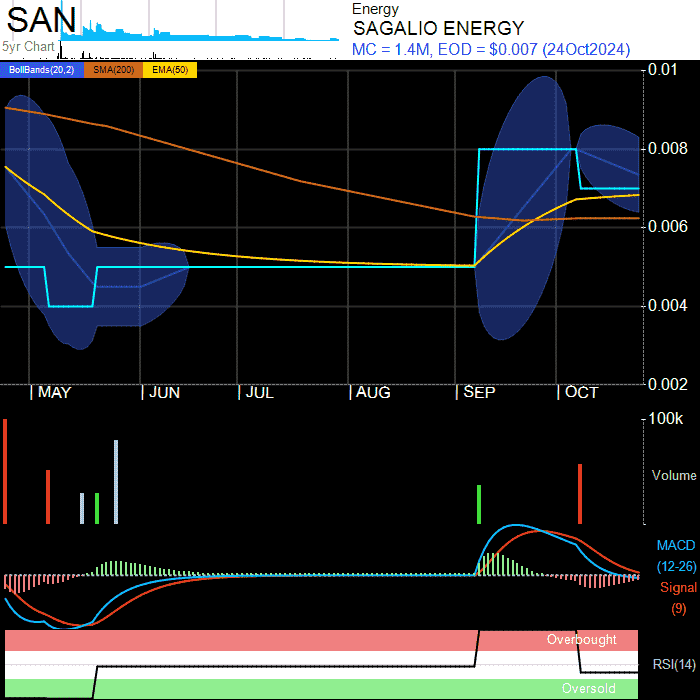 SAN
5yr Chart
Energy
SAGALIO ENERGY
MC = 1.4M, EOD = $0.007 (24Oct2024)
BollBands(20,2) SMA(200) EMA(50)
0.01
0.008
0.006
0.004
0.002
MAY JUN JUL AUG SEP OCT
100k
Volume
MACD
(12-26)
Signal
(9)
Overbought
RSI(14)
Oversold